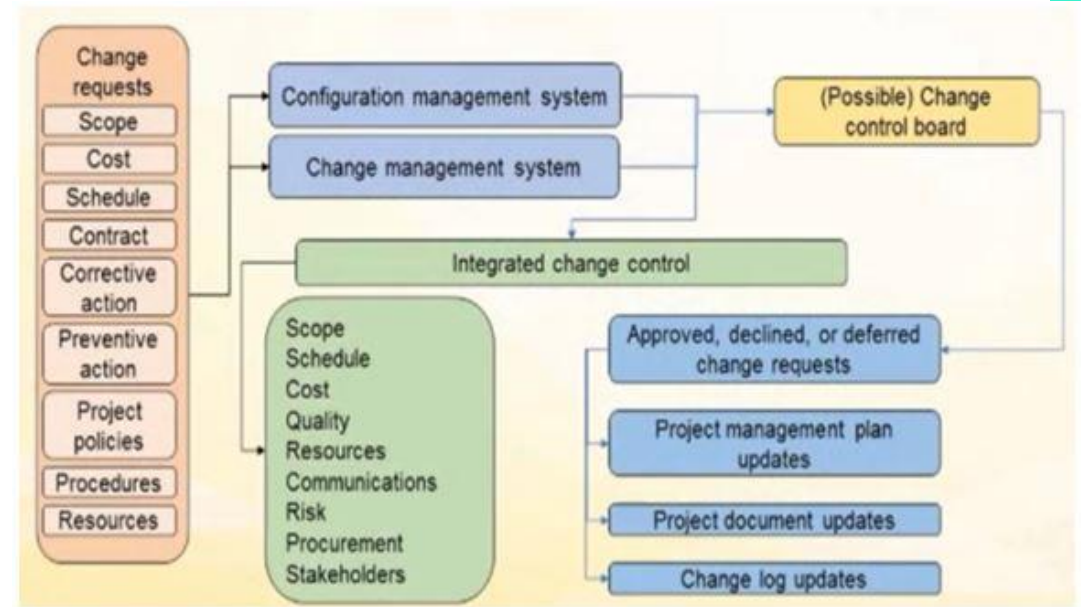 Change
requests
Scope
Cost
Schedule
Contract
Corrective
action
Preventive
action
Project
policies
Procedures
Resources
Configuration management system
Change management system
(Possible) Change
control board
Integrated change control
Scope
Schedule
Cost
Quality
Resources
Communications
Risk
Procurement
Stakeholders
Approved, declined, or deferred
change requests
Project management plan
updates
Project document updates
Change log updates